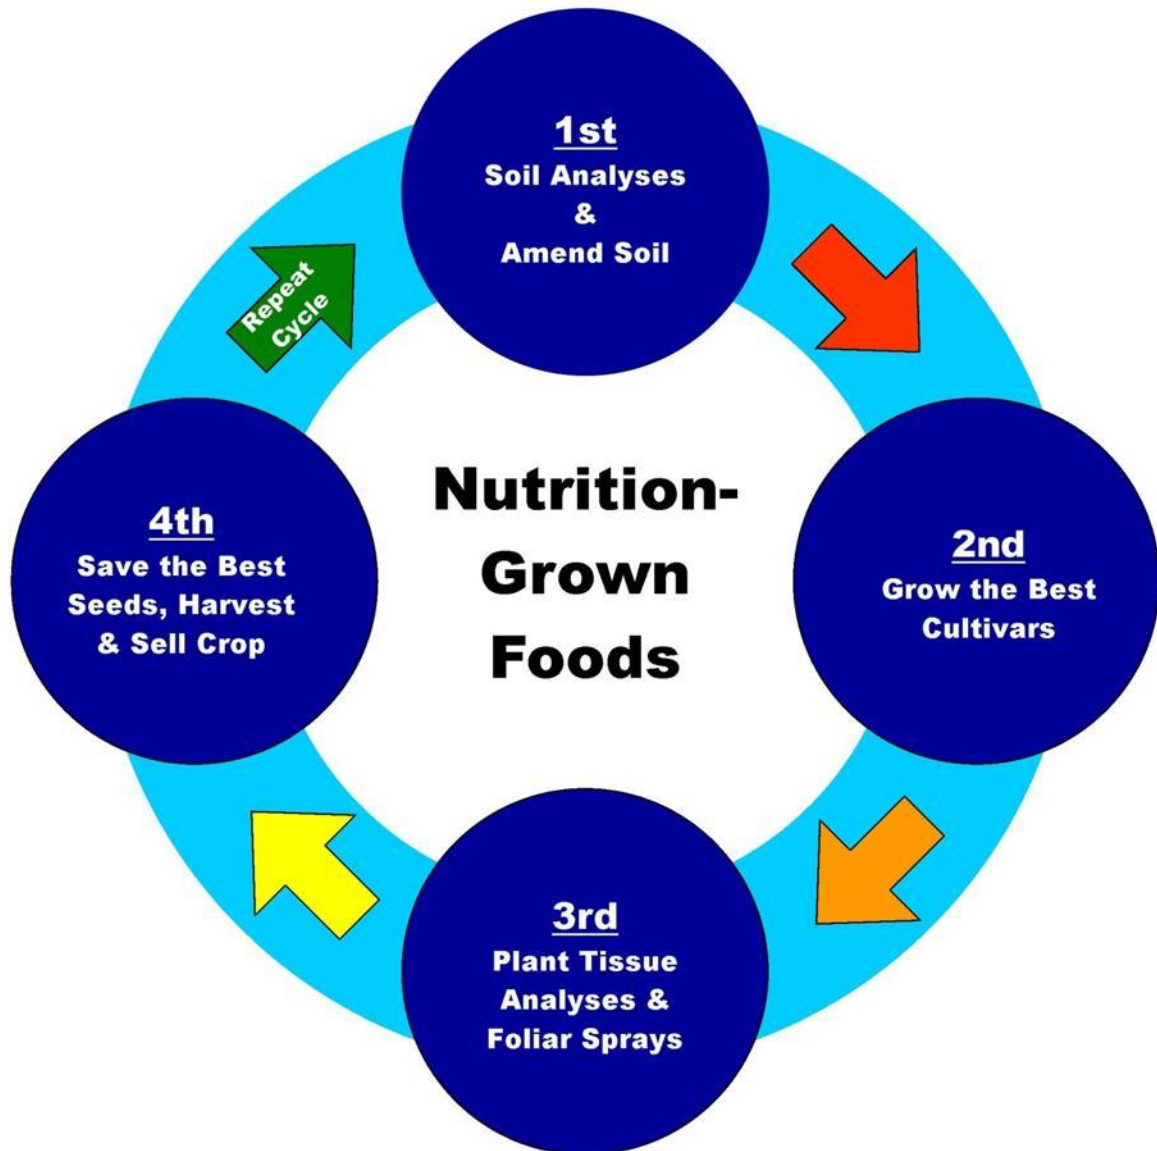 1st
Soil Analyses
&
Amend Soil
Repeat
Cycle
Nutrition-
Grown
Foods
2nd
Grow the Best
Cultivars
3rd
Plant Tissue
Analyses &
Foliar Sprays
4th
Save the Best
Seeds, Harvest
& Sell Crop